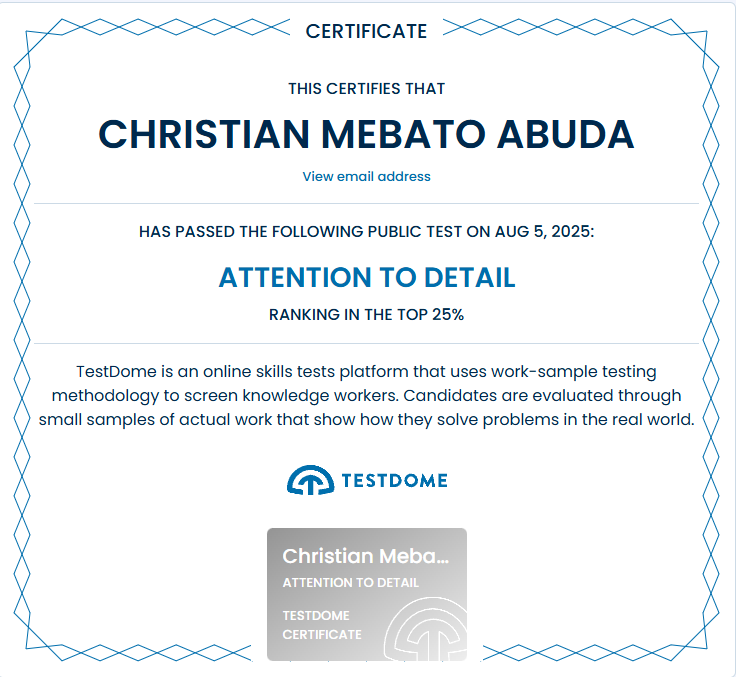 CERTIFICATE
THIS CERTIFIES THAT
CHRISTIAN MEBATO ABUDA
View email address
HAS PASSED THE FOLLOWING PUBLIC TEST ON AUG 5, 2025:
ATTENTION TO DETAIL
RANKING IN THE TOP 25%
TestDome is an online skills tests platform that uses work-sample testing
methodology to screen knowledge workers. Candidates are evaluated through
small samples of actual work that show how they solve problems in the real world.
TESTDOME
Christian Meba...
ATTENTION TO DETAIL
TESTDOME
CERTIFICATE